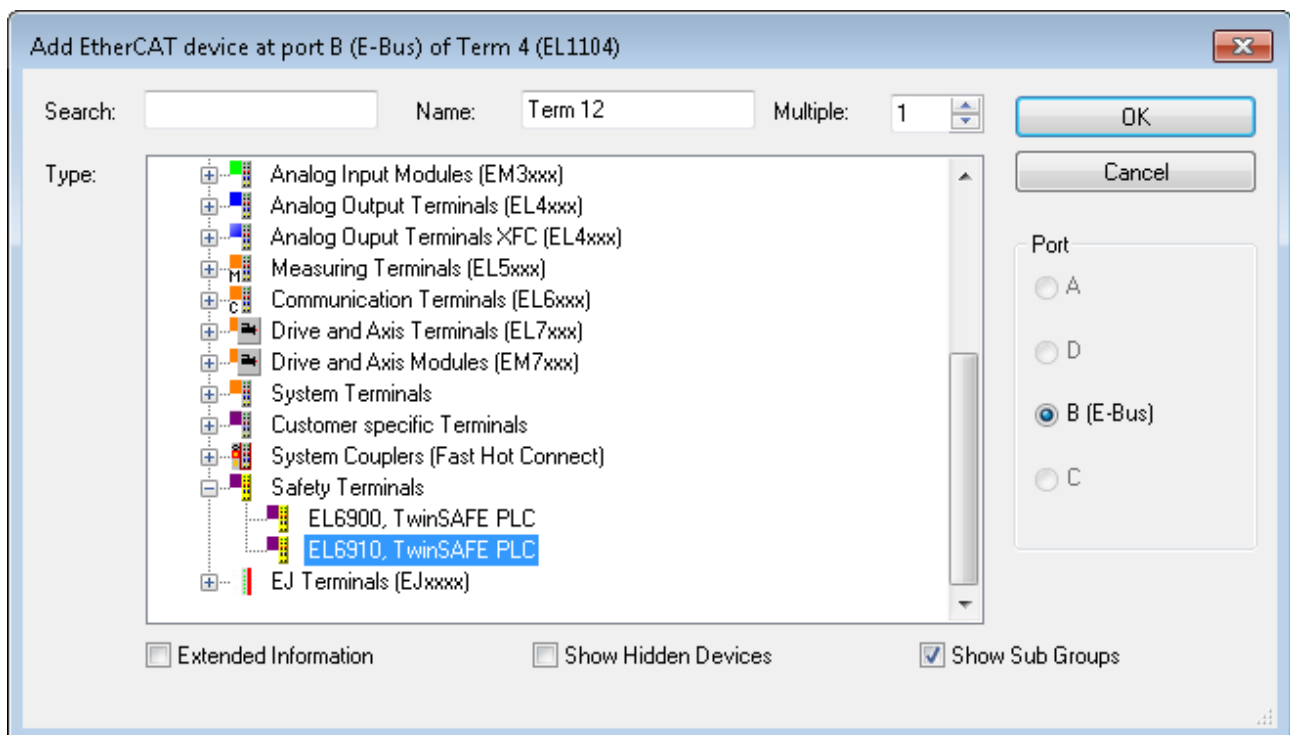 Add EtherCAT device at port B (E-Bus) of Term 4 (EL1104)
Search: Name: Term 12 Multiple: 1 OK
Type: Analog Input Modules (EM3xxx) Cancel
Analog Output Terminals (EL4xxx)
Analog Ouput Terminals XFC (EL4xxx)
Measuring Terminals (EL5xxx)
Communication Terminals (EL6xxx)
Drive and Axis Terminals (EL7xxx)
Drive and Axis Modules (EM7xxx)
System Terminals
Customer specific Terminals
System Couplers (Fast Hot Connect)
Safety Terminals
EL6900, TwinSAFE PLC
EL6910, TwinSAFE PLC
EJ Terminals (EJxxxx)
Port
A
D
B (E-Bus)
C
Extended Information Show Hidden Devices Show Sub Groups